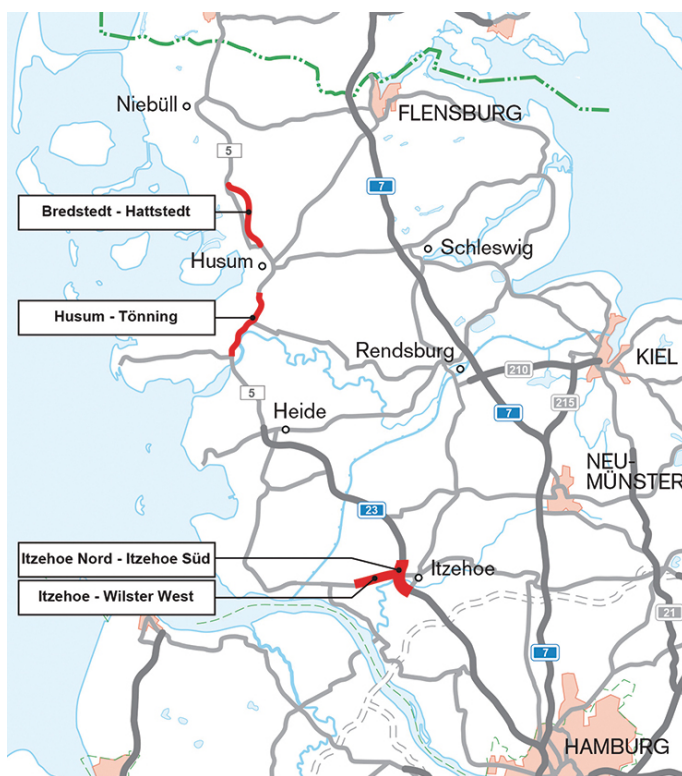 Niebüll
FLENSBURG
5
7
Bredstedt - Hattstedt
Schleswig
Husum
Husum - Tönning
Rendsburg
KIEL
210
5
215
7
Heide
NEU-
MÜNSTER
23
Itzehoe Nord - Itzehoe Süd
Itzehoe
Itzehoe - Wilster West
21
7
HAMBURG